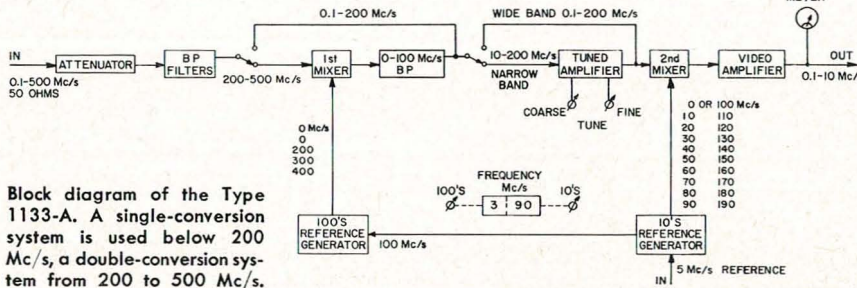 METER
0.1-200 Mc/s
WIDE BAND 0.1-200 Mc/s
IN
ATTENUATOR
BP FILTERS
1st MIXER
0-100 Mc/s BP
10-200 Mc/s
NARROW BAND
TUNED AMPLIFIER
2nd MIXER
VIDEO AMPLIFIER
OUT
0.1-500 Mc/s
50 OHMS
200-500 Mc/s
0.1-10 Mc/
COARSE
FINE
TUNE
0 Mc/s
0
200
300
400
0 OR 100 Mc/s
10 110
20 120
30 130
40 140
50 150
60 160
70 170
80 180
90 190
FREQUENCY
Mc/s
100'S
3 90
10'S
100'S REFERENCE GENERATOR
100 Mc/s
10'S REFERENCE GENERATOR
5 Mc/s REFERENCE
IN
Block diagram of the Type
1133-A. A single-conversion
system is used below 200
Mc/s, a double-conversion sys-
tem from 200 to 500 Mc/s.